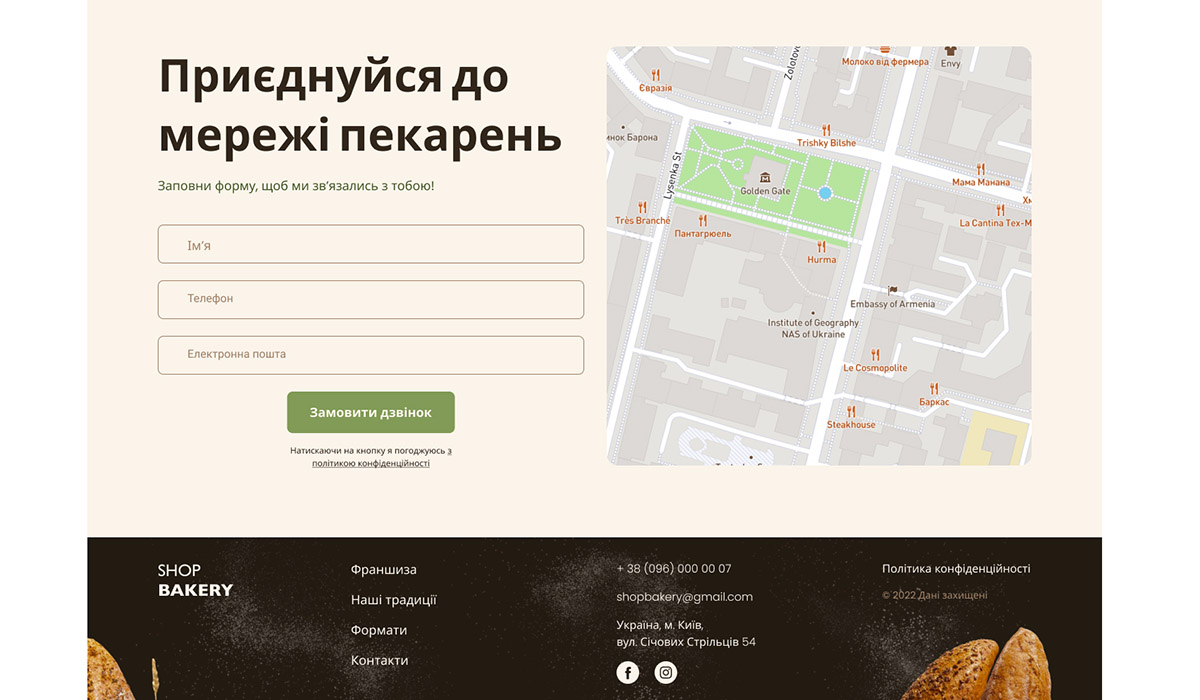 Приєднуйся до
мережі пекарень
Заповни форму, щоб ми зв’язались з тобою!
Ім’я
Телефон
Електронна пошта
Замовити дзвінок
Натискаючи на кнопку я погоджуюсь з
політикою конфіденційності
Молоко від фермера
Envy
Євразія
Trishky Bilshe
Барона
Lysenka St
Golden Gate
Мама Манана
Très Branché
Пантагрюель
La Cantina Tex-M
Hurma
Embassy of Armenia
Institute of Geography
NAS of Ukraine
Le Cosmopolite
Баркас
Steakhouse
SHOP
BAKERY
Франшиза
Наші традиції
Формати
Контакти
+ 38 (096) 000 00 07
shopbakery@gmail.com
Україна, м. Київ,
вул. Січових Стрільців 54
Політика конфіденційності
© 2022 Дані захищені